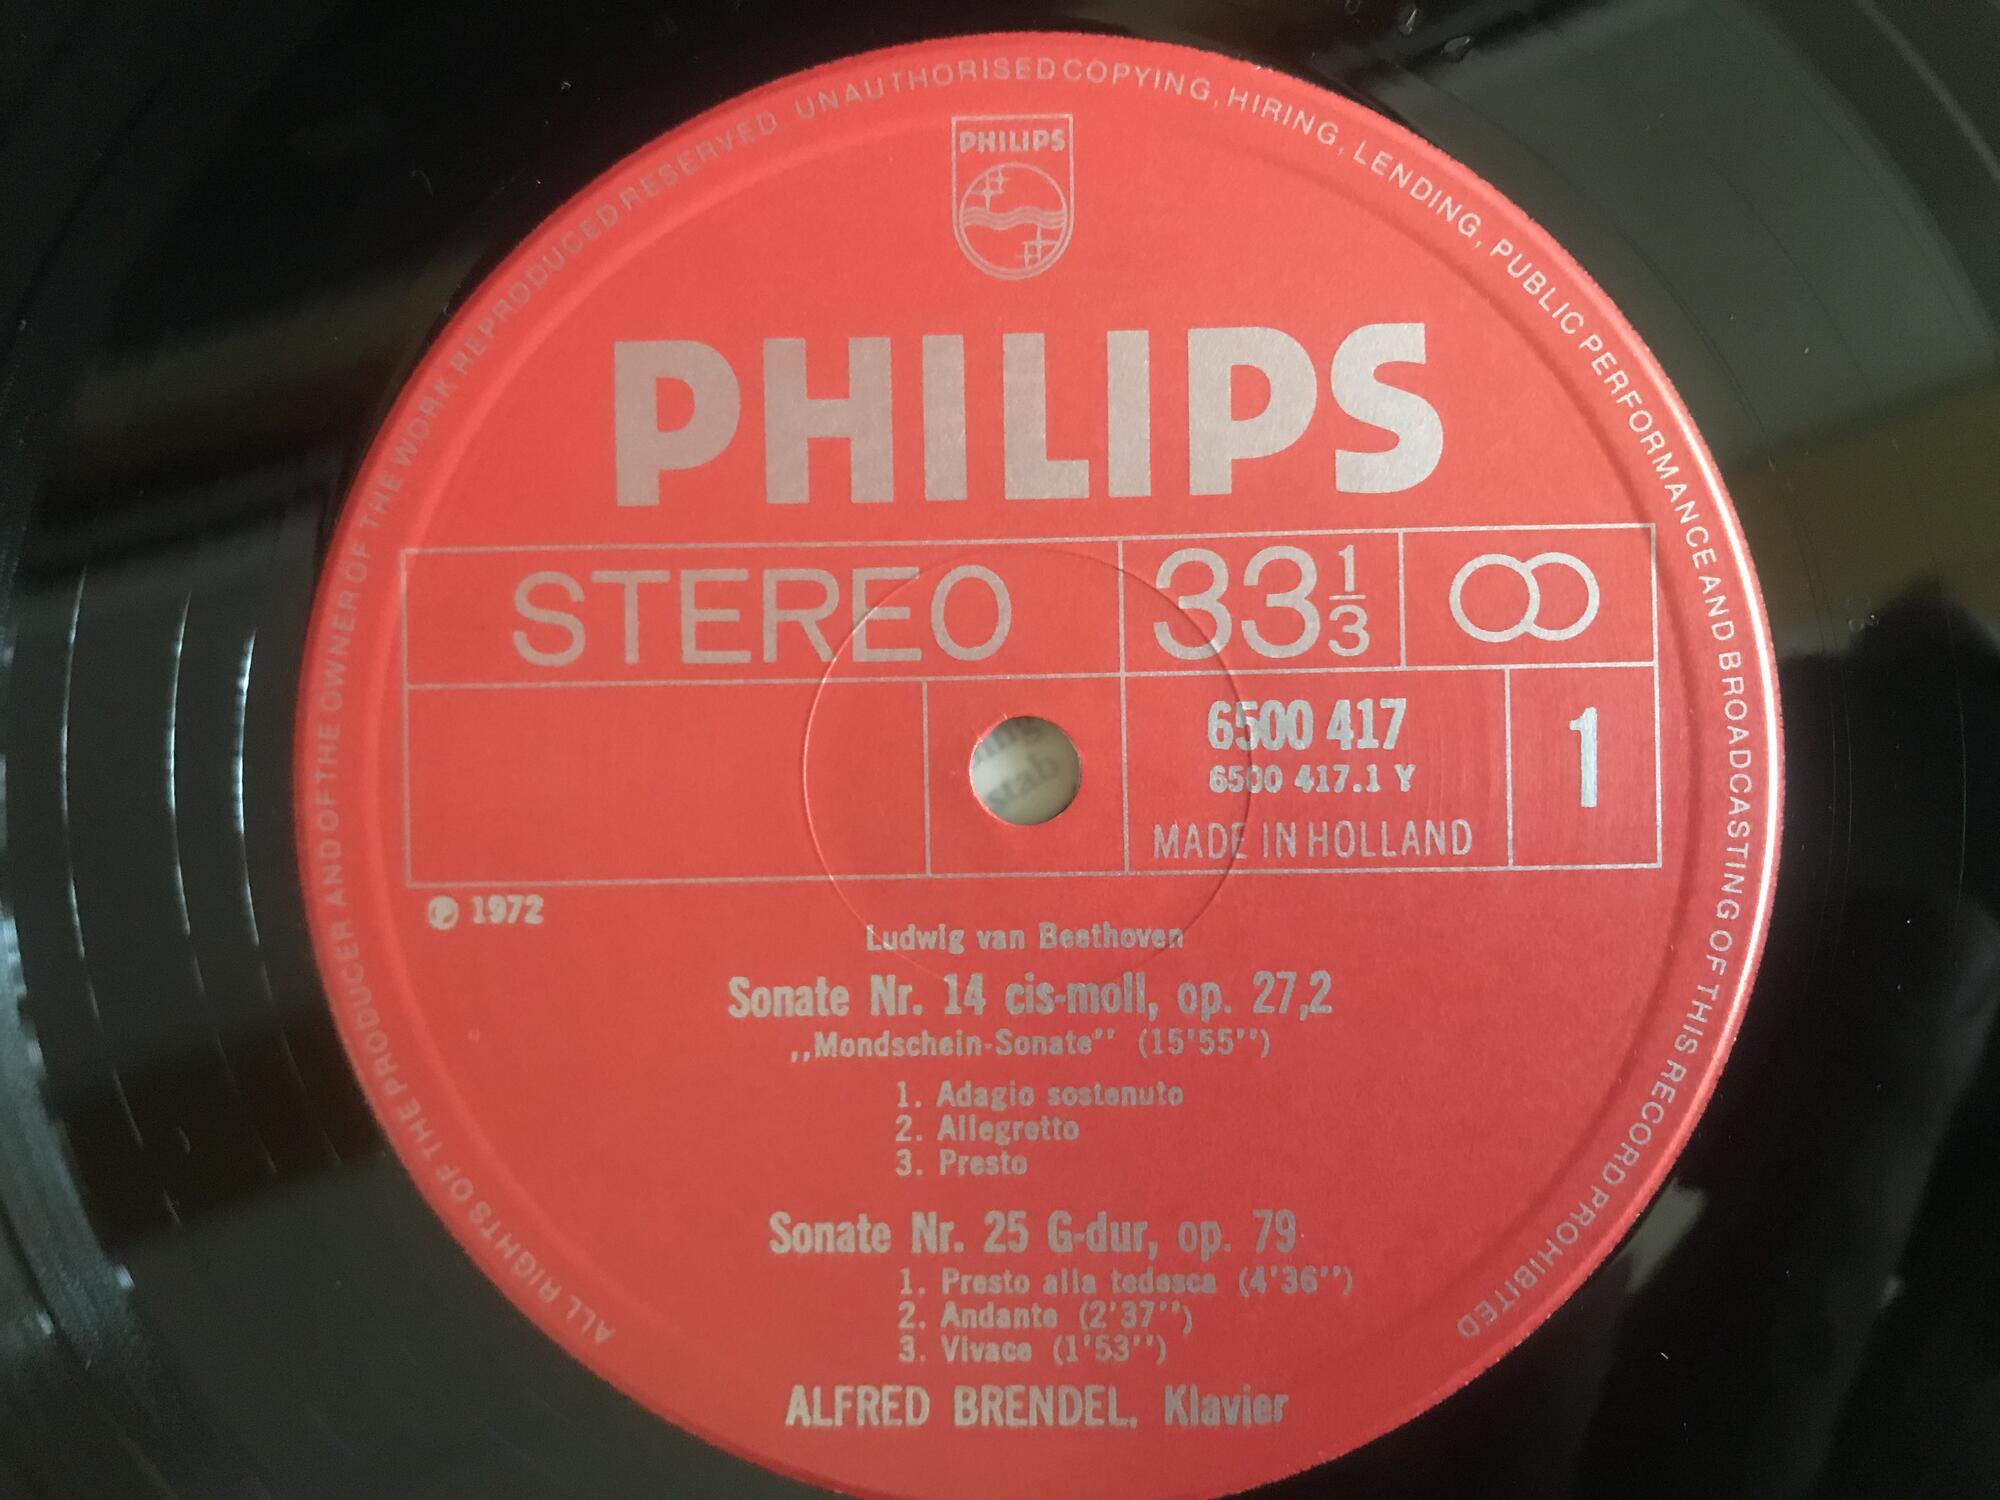 ALL RIGHTS OF THE PRODUCER AND OF THE OWNER OF THE WORK REPRODUCED RESERVED UNAUTHORISED COPYING, HIRING, LENDING, PUBLIC PERFORMANCE AND BROADCASTING OF THIS RECORD PROHIBITED
PHILIPS
PHILIPS
STEREO 33 1/3
6500 417 1
6500 417.1 Y
MADE IN HOLLAND
℗ 1972
Ludwig van Beethoven
Sonate Nr. 14 cis-moll, op. 27,2
,,Mondschein-Sonate'' (15'55'')
1. Adagio sostenuto
2. Allegretto
3. Presto
Sonate Nr. 25 G-dur, op. 79
1. Presto alla tedesca (4'36'')
2. Andante (2'37'')
3. Vivace (1'53'')
ALFRED BRENDEL, Klavier